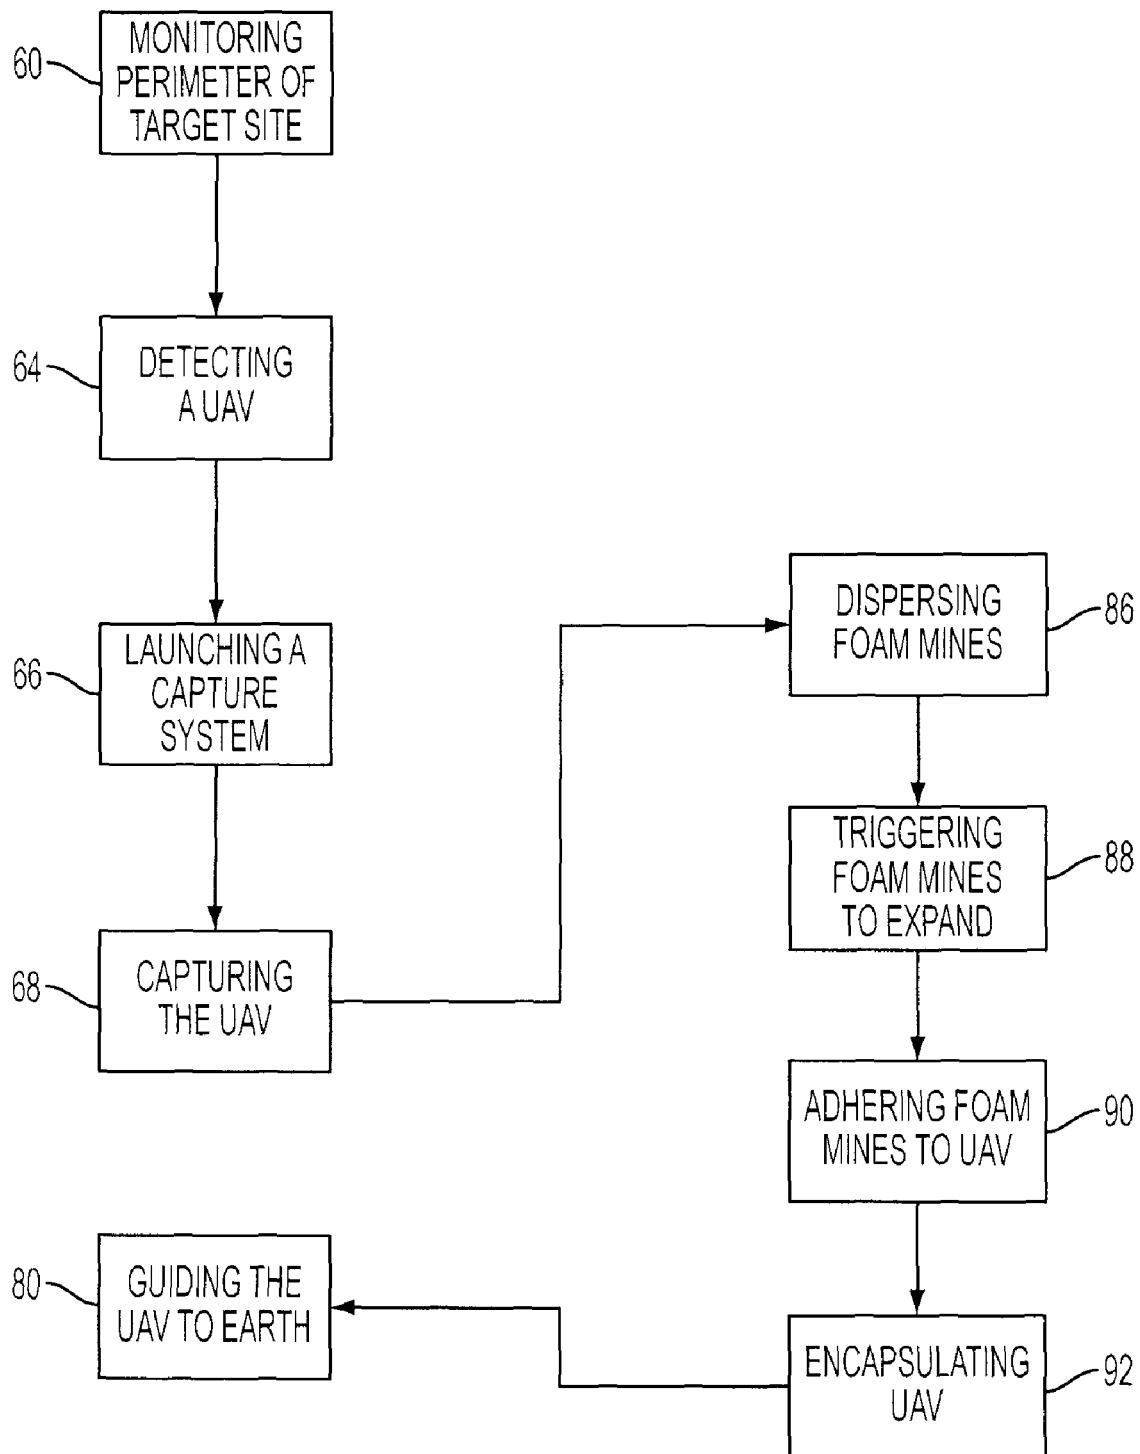 60
MONITORING
PERIMETER OF
TARGET SITE
64
DETECTING
A UAV
66
LAUNCHING A
CAPTURE
SYSTEM
68
CAPTURING
THE UAV
DISPERSING
FOAM MINES
86
TRIGGERING
FOAM MINES
TO EXPAND
88
ADHERING FOAM
MINES TO UAV
90
ENCAPSULATING
UAV
92
80
GUIDING THE
UAV TO EARTH